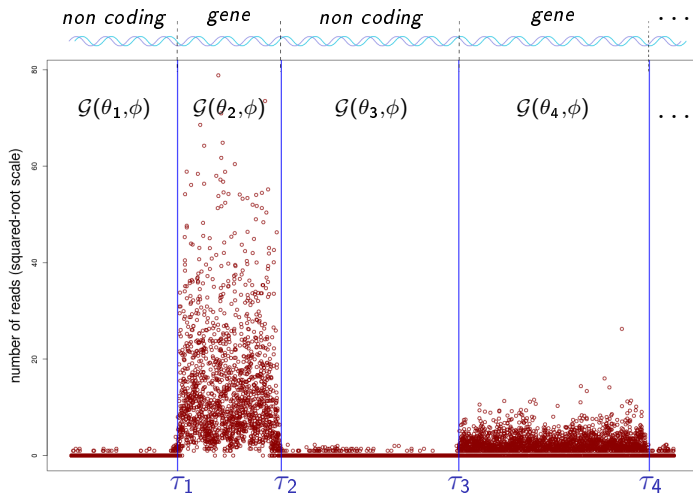 non coding gene non coding gene ...
80
𝒢(θ₁,ϕ) 𝒢(θ₂,ϕ) 𝒢(θ₃,ϕ) 𝒢(θ₄,ϕ) ...
60
40
20
0
number of reads (squared-root scale)
τ₁ τ₂ τ₃ τ₄